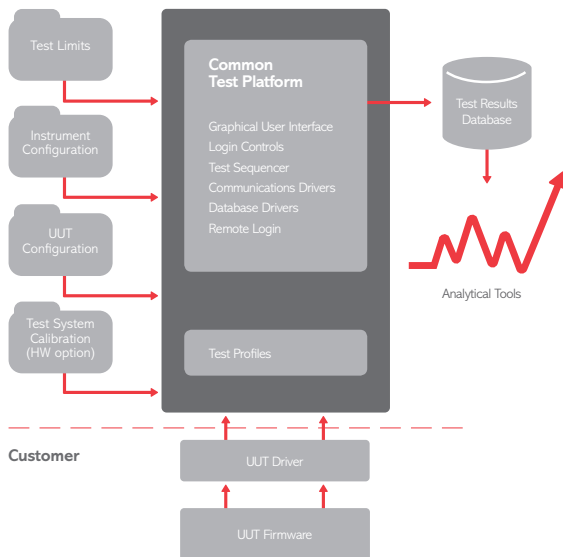 Test Limits
Instrument
Configuration
UUT
Configuration
Test System
Calibration
(HW option)
Common
Test Platform
Graphical User Interface
Login Controls
Test Sequencer
Communications Drivers
Database Drivers
Remote Login
Test Profiles
Test Results
Database
Analytical Tools
Customer
UUT Driver
UUT Firmware